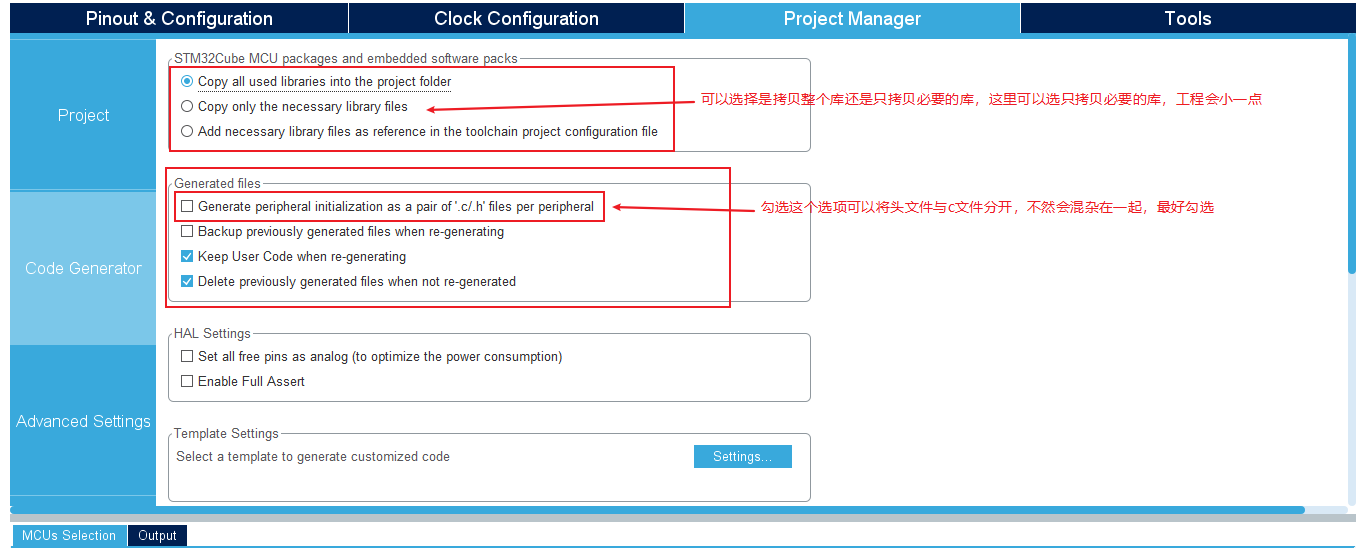 Pinout & Configuration
Clock Configuration
Project Manager
Tools
Project
Code Generator
Advanced Settings
STM32Cube MCU packages and embedded software packs
Copy all used libraries into the project folder
Copy only the necessary library files
Add necessary library files as reference in the toolchain project configuration file
可以选择是拷贝整个库还是只拷贝必要的库，这里可以选只拷贝必要的库，工程会小一点
Generated files
Generate peripheral initialization as a pair of '.c/.h' files per peripheral
勾选这个选项可以将头文件与c文件分开，不然会混杂在一起，最好勾选
Backup previously generated files when re-generating
Keep User Code when re-generating
Delete previously generated files when not re-generated
HAL Settings
Set all free pins as analog (to optimize the power consumption)
Enable Full Assert
Template Settings
Select a template to generate customized code
Settings...
MCUs Selection
Output